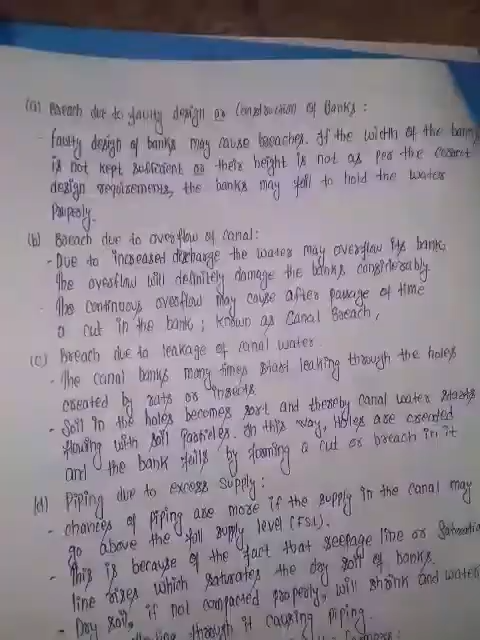 (a) Breach due to faulty design or Construction of Banks :
- faulty design of banks may cause breaches. If the width of the banks
is not kept sufficient or their height is not as per the correct
design requirements, the banks may fail to hold the water
Properly.
(b) Breach due to overflow of canal:
- Due to increased discharge the water may overflow its bank.
The overflow will definitely damage the banks considerably
- The continuous overflow may cause after passage of time
a cut in the bank; known as Canal Breach,
(c) Breach due to leakage of canal water.
- The canal banks many times start leaking through the holes
created by rats or insects
- Soil in the holes becomes sort and thereby canal water starts
flowing with soil particles. In this way, Holes are created
and the bank fails by forming a cut or breach in it
(d) Piping due to excess supply:
- chances of piping are more if the supply in the canal may
go above the full supply level (FSL).
- This is because of the fact that seepage line or Saturation
line rises which saturates the dry soil of banks.
- Dry soil, if not compacted properly, will shrink and water
through it causing piping.